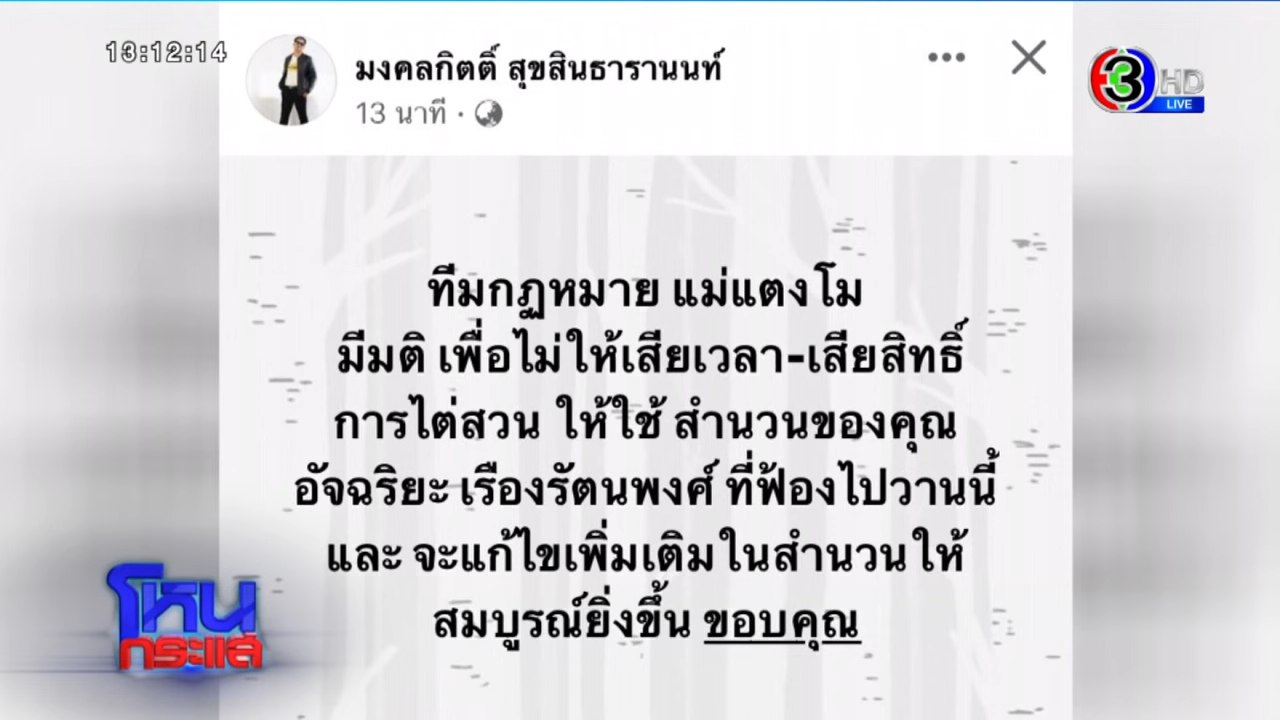 13:12:14
มงคลกิตติ์ สุขสินธารานนท์
13 นาที ·
3 HD
LIVE
ทีมกฏหมาย แม่แตงโม
มีมติ เพื่อไม่ให้เสียเวลา-เสียสิทธิ์
การไต่สวน ให้ใช้ สำนวนของคุณ
อัจฉริยะ เรืองรัตนพงศ์ ที่ฟ้องไปวานนี้
และ จะแก้ไขเพิ่มเติมในสำนวนให้
สมบูรณ์ยิ่งขึ้น ขอบคุณ
โหน
กระแส